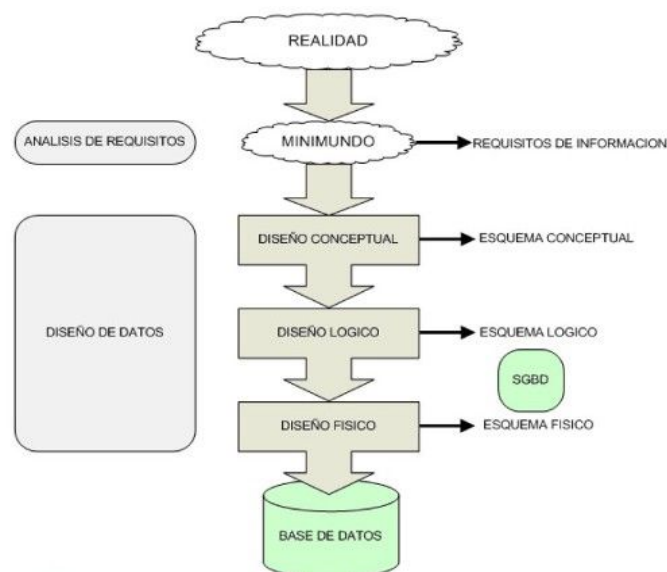 REALIDAD
ANALISIS DE REQUISITOS
MINIMUNDO
REQUISITOS DE INFORMACION
DISEÑO CONCEPTUAL
ESQUEMA CONCEPTUAL
DISEÑO DE DATOS
DISEÑO LOGICO
ESQUEMA LOGICO
SGBD
DISEÑO FISICO
ESQUEMA FISICO
BASE DE DATOS